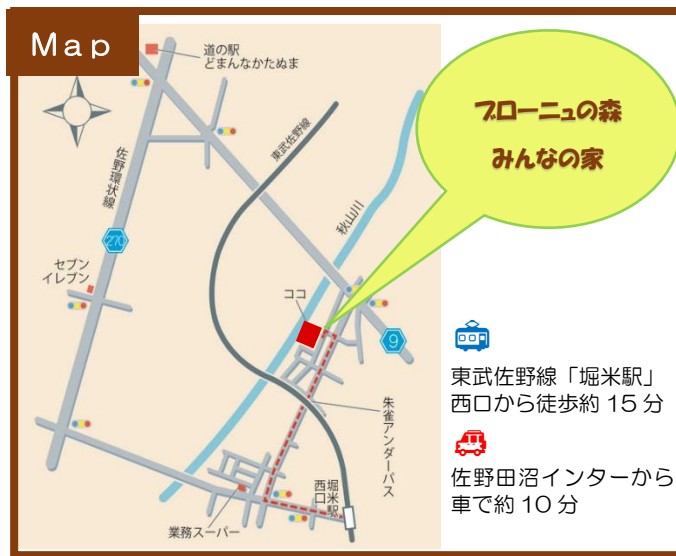 Map
道の駅
どまんなかたぬま
ブローニュの森
みんなの家
東武佐野線
佐野環状線
秋山川
270
セブン
イレブン
ココ
9
東武佐野線「堀米駅」
西口から徒歩約 15 分
朱雀アンダーパス
佐野田沼インターから
車で約 10 分
堀米駅
西口
業務スーパー